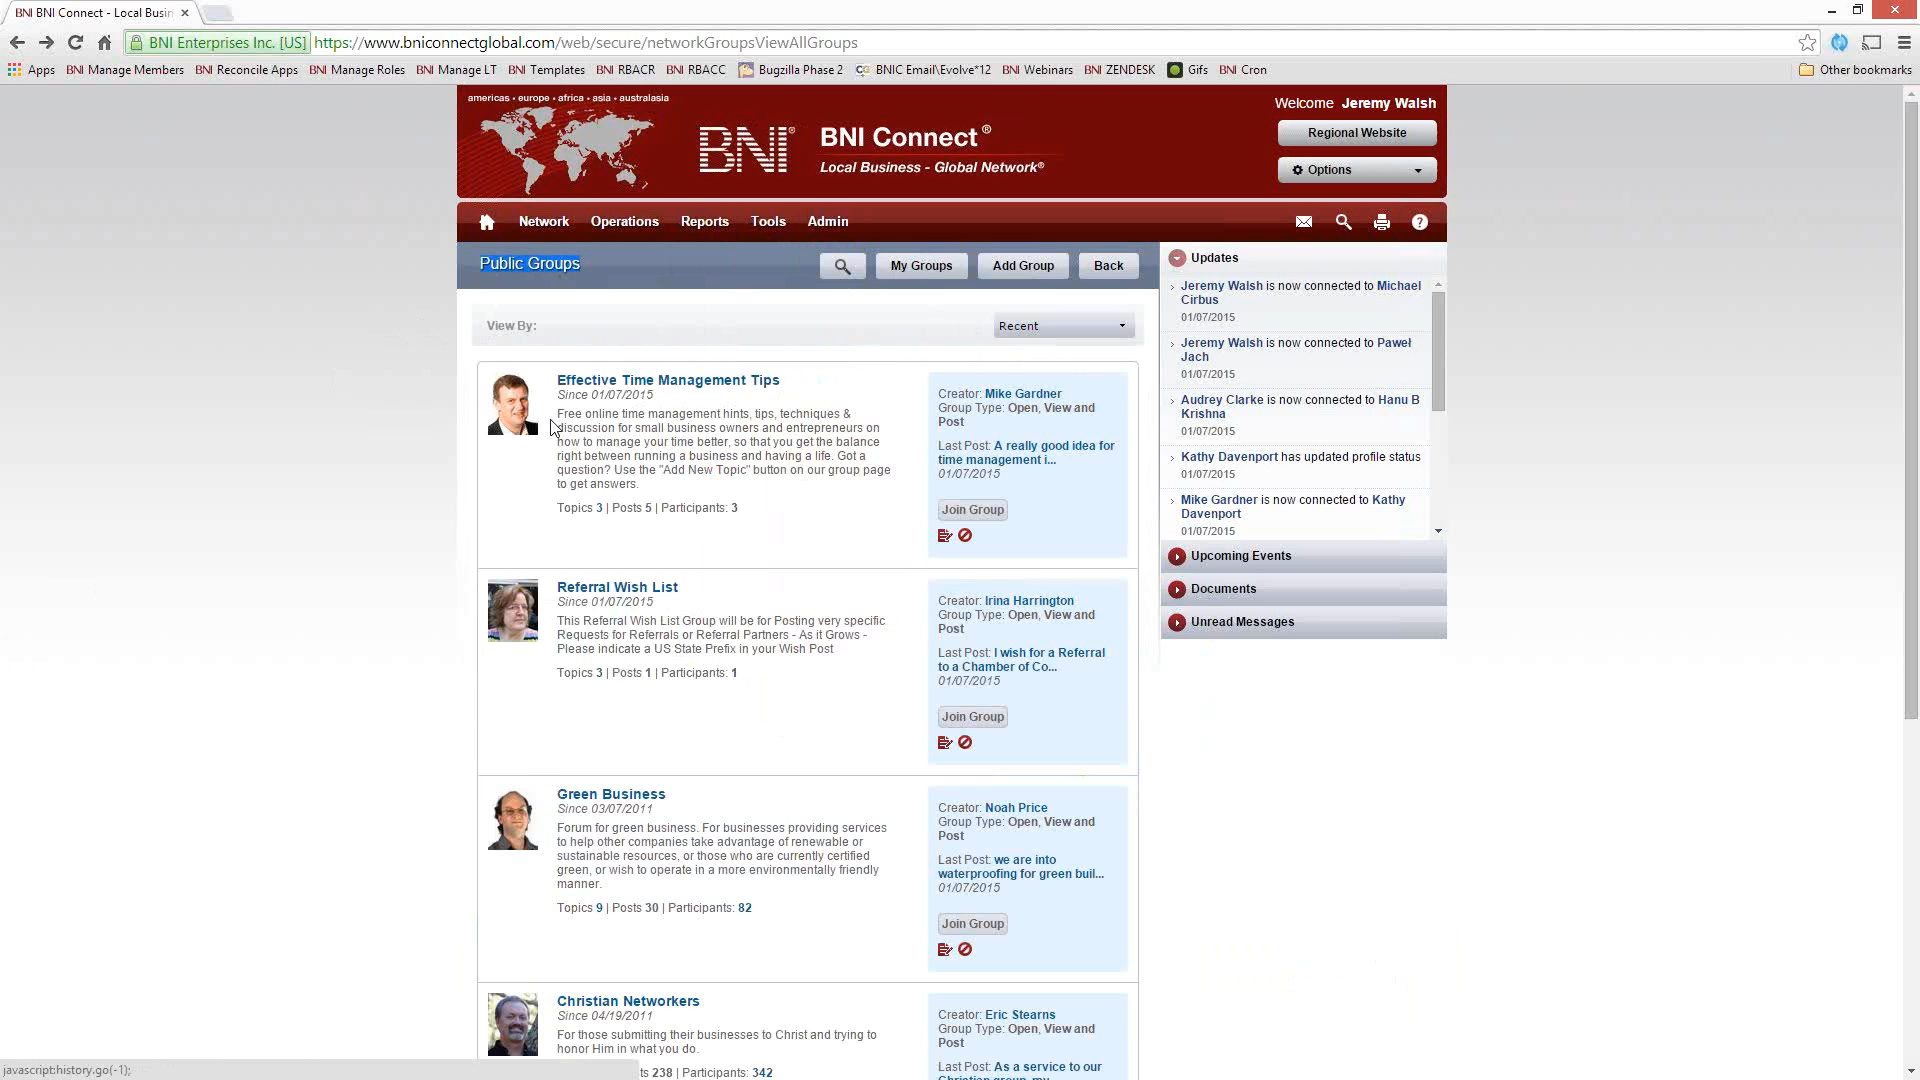 BNI BNI Connect - Local Busin
BNI Enterprises Inc. [US] https://www.bniconnectglobal.com/web/secure/networkGroupsViewAllGroups
Apps BNI Manage Members BNI Reconcile Apps BNI Manage Roles BNI Manage LT BNI Templates BNI RBACR BNI RBACC Bugzilla Phase 2 BNIC Email\Evolve*12 BNI Webinars BNI ZENDESK Gifs BNI Cron Other bookmarks
americas • europe • africa • asia • australasia
BNI® BNI Connect®
Local Business - Global Network®
Welcome Jeremy Walsh
Regional Website
Options
Network Operations Reports Tools Admin
Public Groups My Groups Add Group Back
View By: Recent
Effective Time Management Tips
Since 01/07/2015
Free online time management hints, tips, techniques &
discussion for small business owners and entrepreneurs on
how to manage your time better, so that you get the balance
right between running a business and having a life. Got a
question? Use the "Add New Topic" button on our group page
to get answers.
Topics 3 | Posts 5 | Participants: 3
Creator: Mike Gardner
Group Type: Open, View and
Post
Last Post: A really good idea for
time management i...
01/07/2015
Join Group
Referral Wish List
Since 01/07/2015
This Referral Wish List Group will be for Posting very specific
Requests for Referrals or Referral Partners - As it Grows -
Please indicate a US State Prefix in your Wish Post
Topics 3 | Posts 1 | Participants: 1
Creator: Irina Harrington
Group Type: Open, View and
Post
Last Post: I wish for a Referral
to a Chamber of Co...
01/07/2015
Join Group
Green Business
Since 03/07/2011
Forum for green business. For businesses providing services
to help other companies take advantage of renewable or
sustainable resources, or those who are currently certified
green, or wish to operate in a more environmentally friendly
manner.
Topics 9 | Posts 30 | Participants: 82
Creator: Noah Price
Group Type: Open, View and
Post
Last Post: we are into
waterproofing for green buil...
01/07/2015
Join Group
Christian Networkers
Since 04/19/2011
For those submitting their businesses to Christ and trying to
honor Him in what you do.
ts 238 | Participants: 342
Creator: Eric Stearns
Group Type: Open, View and
Post
Last Post: As a service to our
Updates
Jeremy Walsh is now connected to Michael
Cirbus
01/07/2015
Jeremy Walsh is now connected to Paweł
Jach
01/07/2015
Audrey Clarke is now connected to Hanu B
Krishna
01/07/2015
Kathy Davenport has updated profile status
01/07/2015
Mike Gardner is now connected to Kathy
Davenport
01/07/2015
Upcoming Events
Documents
Unread Messages
javascript:history.go(-1);